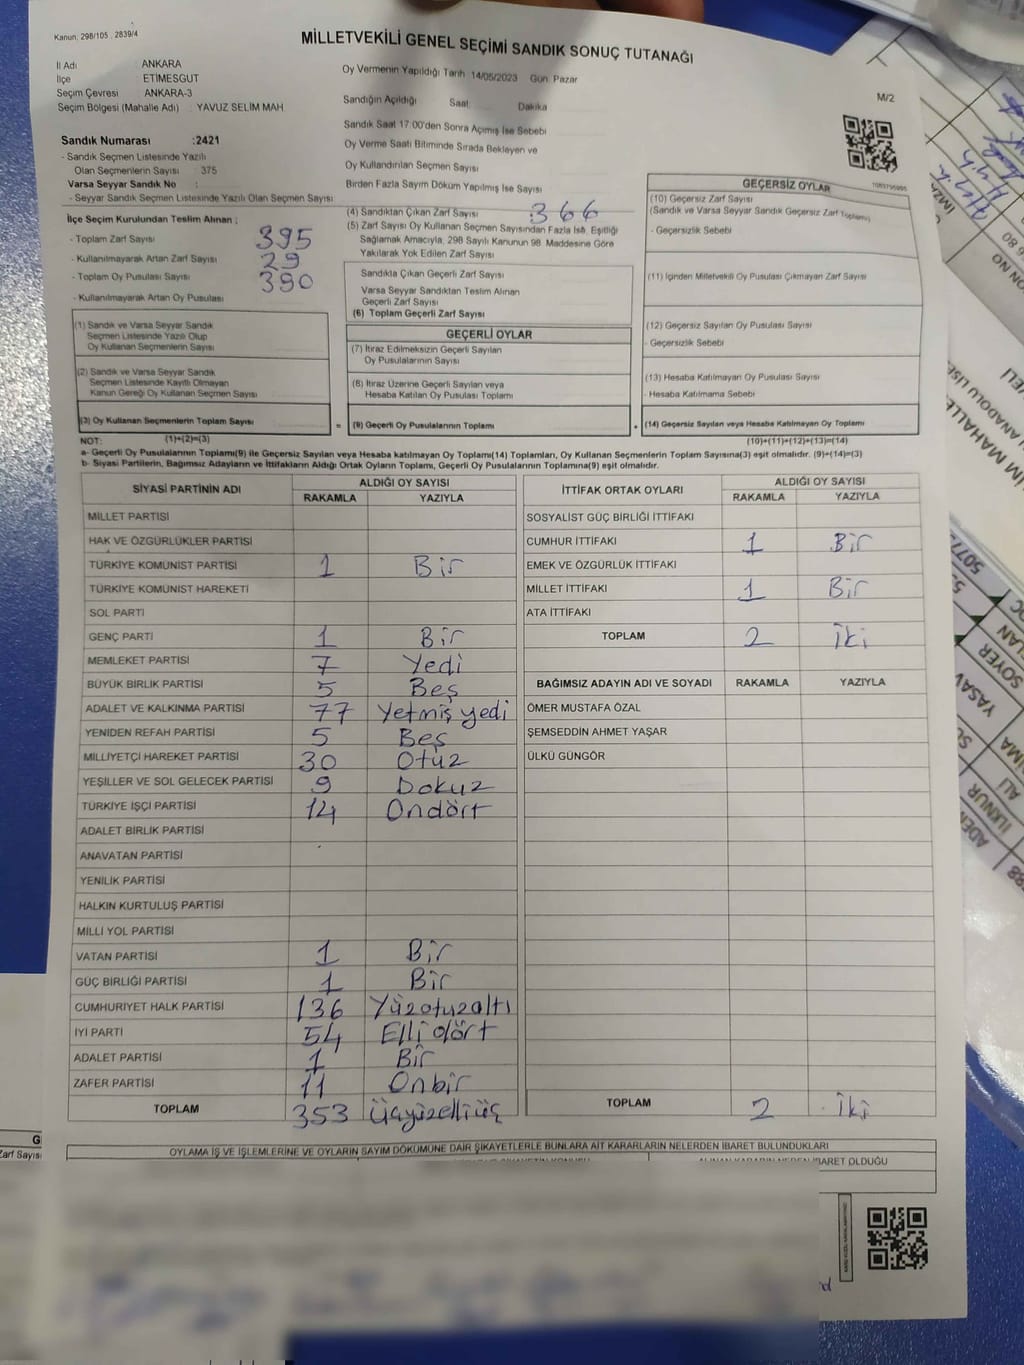 Kanun: 298/105 , 2839/4
MİLLETVEKİLİ GENEL SEÇİMİ SANDIK SONUÇ TUTANAĞI
M/2
İl Adı : ANKARA
İlçe : ETİMESGUT
Seçim Çevresi : ANKARA-3
Seçim Bölgesi (Mahalle Adı) : YAVUZ SELİM MAH
Oy Vermenin Yapıldığı Tarih 14/05/2023 Gün Pazar
Sandığın Açıldığı Saat Dakika
Sandık Saat 17:00'den Sonra Açımış İse Sebebi
Oy Verme Saati Bitiminde Sırada Bekleyen ve
Oy Kullandırılan Seçmen Sayısı
Birden Fazla Sayım Döküm Yapılmış İse Sayısı
Sandık Numarası :2421
- Sandık Seçmen Listesinde Yazılı
Olan Seçmenlerin Sayısı : 375
Varsa Seyyar Sandık No :
- Seyyar Sandık Seçmen Listesinde Yazılı Olan Seçmen Sayısı
İlçe Seçim Kurulundan Teslim Alınan ;
- Toplam Zarf Sayısı 395
- Kullanılmayarak Artan Zarf Sayısı 29
- Toplam Oy Pusulası Sayısı 390
- Kullanılmayarak Artan Oy Pusulası
(4) Sandıktan Çıkan Zarf Sayısı 366
(5) Zarf Sayısı Oy Kullanan Seçmen Sayısından Fazla İse, Eşitliği
Sağlamak Amacıyla, 298 Sayılı Kanunun 98. Maddesine Göre
Yakılarak Yok Edilen Zarf Sayısı
Sandıkla Çıkan Geçerli Zarf Sayısı
Varsa Seyyar Sandıktan Teslim Alınan
Geçerli Zarf Sayısı
(6) Toplam Geçerli Zarf Sayısı
GEÇERSİZ OYLAR
(10) Geçersiz Zarf Sayısı
(Sandık ve Varsa Seyyar Sandık Geçersiz Zarf Toplamı)
- Geçersizlik Sebebi
(11) İçinden Milletvekili Oy Pusulası Çıkmayan Zarf Sayısı
(12) Geçersiz Sayılan Oy Pusulası Sayısı
- Geçersizlik Sebebi
(13) Hesaba Katılmayan Oy Pusulası Sayısı
- Hesaba Katılmama Sebebi
(1) Sandık ve Varsa Seyyar Sandık
Seçmen Listesinde Yazılı Olup
Oy Kullanan Seçmenlerin Sayısı
(2) Sandık ve Varsa Seyyar Sandık
Seçmen Listesinde Kayıtlı Olmayan
Kanun Gereği Oy Kullanan Seçmen Sayısı
GEÇERLİ OYLAR
(7) İtiraz Edilmeksizin Geçerli Sayılan
Oy Pusulalarının Sayısı
(8) İtiraz Üzerine Geçerli Sayılan veya
Hesaba Katılan Oy Pusulası Toplamı
(3) Oy Kullanan Seçmenlerin Toplam Sayısı = (9) Geçerli Oy Pusulalarının Toplamı + (14) Geçersiz Sayılan veya Hesaba Katılmayan Oy Toplamı
NOT: (1)+(2)=(3) (10)+(11)+(12)+(13)=(14)
a- Geçerli Oy Pusulasının Toplamı(9) ile Geçersiz Sayılan veya Hesaba katılmayan Oy Toplamı(14) Toplamları, Oy Kullanan Seçmenlerin Toplam Sayısına(3) eşit olmalıdır. (9)+(14)=(3)
b- Siyasi Partilerin, Bağımsız Adayların ve İttifakların Aldığı Ortak Oyların Toplamı, Geçerli Oy Pusulalarının Toplamına(9) eşit olmalıdır.
SİYASİ PARTİNİN ADI ALDIĞI OY SAYISI
RAKAMLA YAZIYLA
MİLLET PARTİSİ
HAK VE ÖZGÜRLÜKLER PARTİSİ
TÜRKİYE KOMÜNİST PARTİSİ 1 Bir
TÜRKİYE KOMÜNİST HAREKETİ
SOL PARTİ
GENÇ PARTİ 1 Bir
MEMLEKET PARTİSİ 7 Yedi
BÜYÜK BİRLİK PARTİSİ 5 Beş
ADALET VE KALKINMA PARTİSİ 77 Yetmiş yedi
YENİDEN REFAH PARTİSİ 5 Beş
MİLLİYETÇİ HAREKET PARTİSİ 30 Otuz
YEŞİLLER VE SOL GELECEK PARTİSİ 9 Dokuz
TÜRKİYE İŞÇİ PARTİSİ 14 Ondört
ADALET BİRLİK PARTİSİ
ANAVATAN PARTİSİ
YENİLİK PARTİSİ
HALKIN KURTULUŞ PARTİSİ
MİLLİ YOL PARTİSİ
VATAN PARTİSİ 1 Bir
GÜÇ BİRLİĞİ PARTİSİ 1 Bir
CUMHURİYET HALK PARTİSİ 136 Yüzotuzaltı
İYİ PARTİ 54 Elli dört
ADALET PARTİSİ 1 Bir
ZAFER PARTİSİ 11 Onbir
TOPLAM 353 Üçyüzelliüç
İTTİFAK ORTAK OYLARI ALDIĞI OY SAYISI
RAKAMLA YAZIYLA
SOSYALİST GÜÇ BİRLİĞİ İTTİFAKI
CUMHUR İTTİFAKI 1 Bir
EMEK VE ÖZGÜRLÜK İTTİFAKI
MİLLET İTTİFAKI 1 Bir
ATA İTTİFAKI
TOPLAM 2 İki
BAĞIMSIZ ADAYIN ADI VE SOYADI RAKAMLA YAZIYLA
ÖMER MUSTAFA ÖZAL
ŞEMSEDDİN AHMET YAŞAR
ÜLKÜ GÜNGÖR
TOPLAM 2 İki
OYLAMA İŞ VE İŞLEMLERİNE VE OYLARIN SAYIM DÖKÜMÜNE DAİR ŞİKAYETLERLE BUNLARA AİT KARARLARIN NELERDEN İBARET BULUNDUKLARI